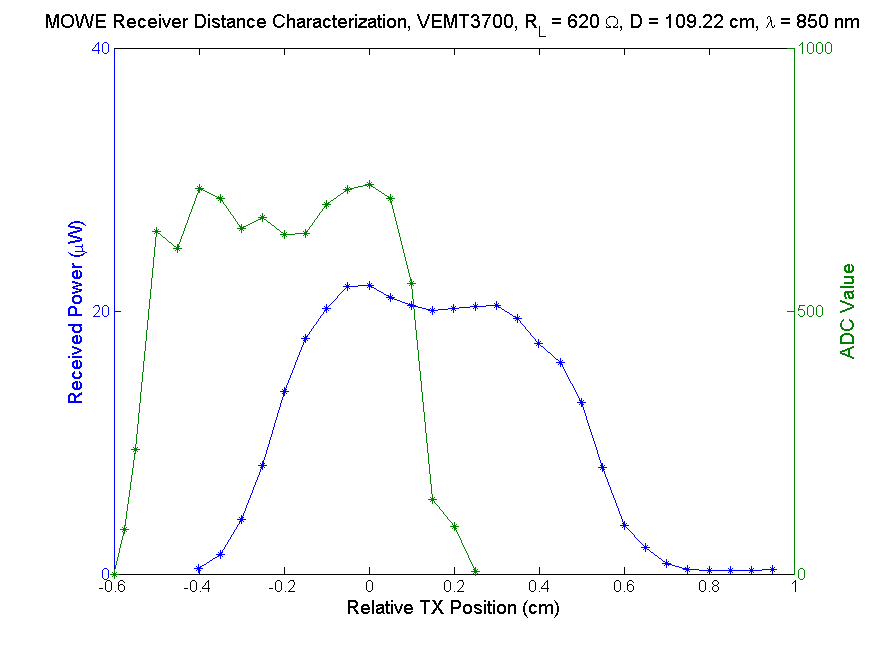 MOWE Receiver Distance Characterization, VEMT3700, R_L = 620 Ω, D = 109.22 cm, λ = 850 nm
40
1000
Received Power (μW)
20
500
ADC Value
0
0
-0.6 -0.4 -0.2 0 0.2 0.4 0.6 0.8 1
Relative TX Position (cm)